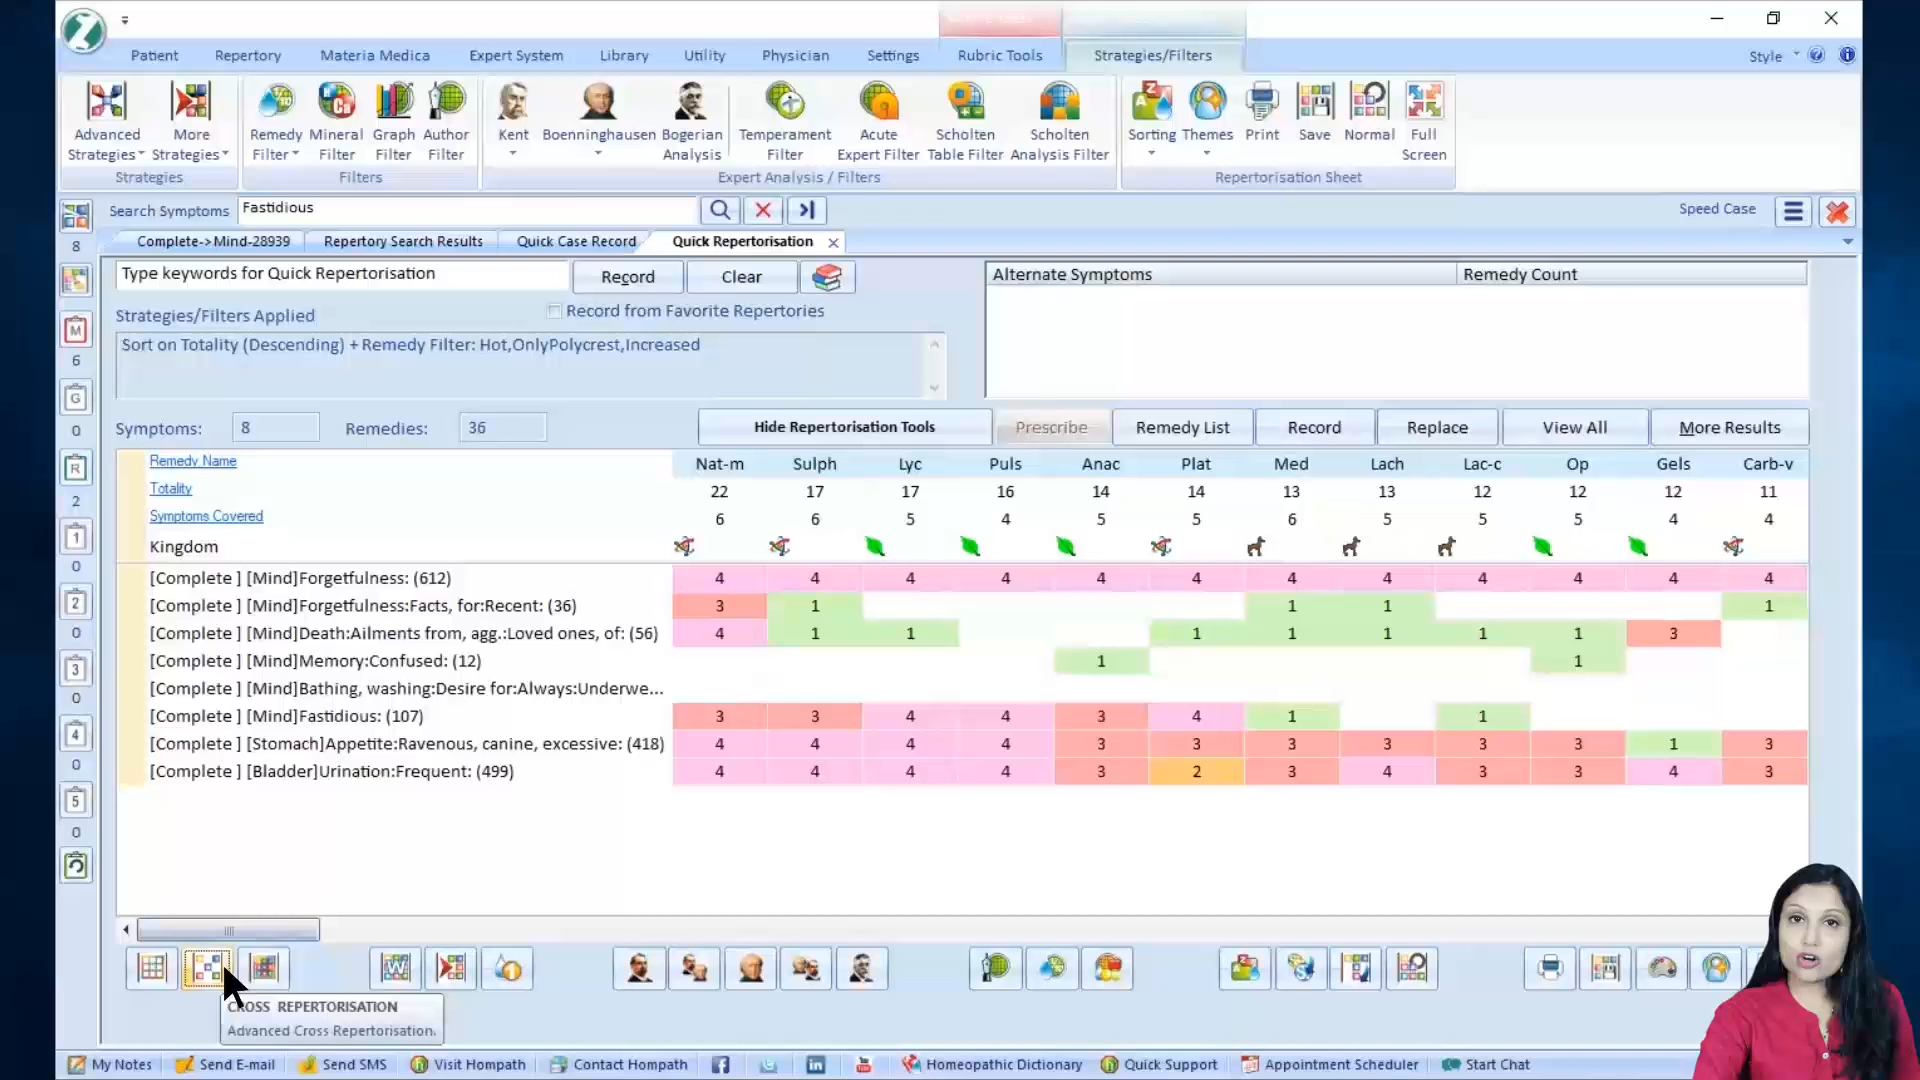 Patient Repertory Materia Medica Expert System Library Utility Physician Settings Rubric Tools Strategies/Filters Style
Advanced Strategies More Strategies Remedy Filter Mineral Filter Graph Filter Author Filter Kent Boenninghausen Bogerian Analysis Temperament Filter Acute Expert Filter Scholten Table Filter Scholten Analysis Filter Sorting Themes Print Save Normal Full Screen
Strategies Filters Expert Analysis / Filters Repertorisation Sheet
Search Symptoms Fastidious Speed Case
8 Complete->Mind-28939 Repertory Search Results Quick Case Record Quick Repertorisation
Type keywords for Quick Repertorisation Record Clear Alternate Symptoms Remedy Count
Strategies/Filters Applied Record from Favorite Repertories
M
Sort on Totality (Descending) + Remedy Filter: Hot,OnlyPolycrest,Increased
6
G
Symptoms: 8 Remedies: 36 Hide Repertorisation Tools Prescribe Remedy List Record Replace View All More Results
0
Remedy Name Nat-m Sulph Lyc Puls Anac Plat Med Lach Lac-c Op Gels Carb-v
R
Totality 22 17 17 16 14 14 13 13 12 12 12 11
2
Symptoms Covered 6 6 5 4 5 5 6 5 5 5 4 4
1
Kingdom
0
[Complete ] [Mind]Forgetfulness: (612) 4 4 4 4 4 4 4 4 4 4 4 4
2
[Complete ] [Mind]Forgetfulness:Facts, for:Recent: (36) 3 1 1 1 1
0
[Complete ] [Mind]Death:Ailments from, agg.:Loved ones, of: (56) 4 1 1 1 1 1 1 1 3
3
[Complete ] [Mind]Memory:Confused: (12) 1 1
[Complete ] [Mind]Bathing, washing:Desire for:Always:Underwe...
0
[Complete ] [Mind]Fastidious: (107) 3 3 4 4 3 4 1 1
4
[Complete ] [Stomach]Appetite:Ravenous, canine, excessive: (418) 4 4 4 4 3 3 3 3 3 3 1 3
0
[Complete ] [Bladder]Urination:Frequent: (499) 4 4 4 4 3 2 3 4 3 3 4 3
5
0
CROSS REPERTORISATION
Advanced Cross Repertorisation.
My Notes Send E-mail Send SMS Visit Hompath Contact Hompath Homeopathic Dictionary Quick Support Appointment Scheduler Start Chat